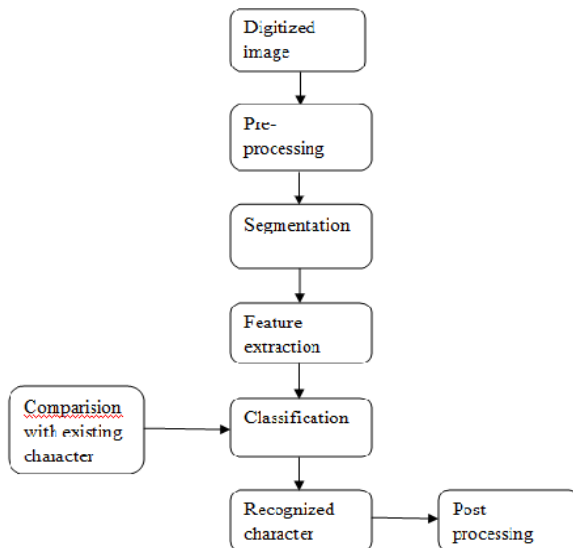 Digitized
image
Pre-
processing
Segmentation
Feature
extraction
Comparision
with existing
character
Classification
Recognized
character
Post
processing